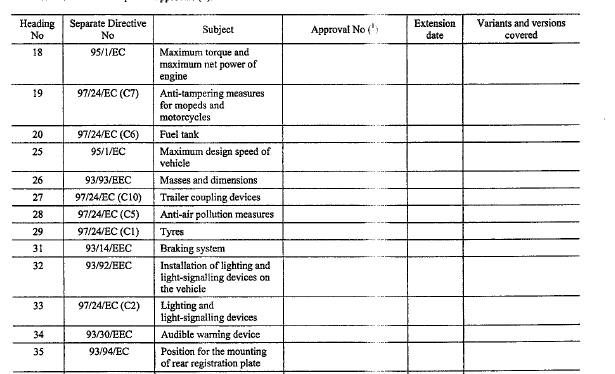 Heading No Separate Directive No Subject Approval No (1) Extension date Variants and versions covered
18 95/1/EC Maximum torque and
maximum net power of
engine
19 97/24/EC (C7) Anti-tampering measures
for mopeds and
motorcycles
20 97/24/EC (C6) Fuel tank
25 95/1/EC Maximum design speed of
vehicle
26 93/93/EEC Masses and dimensions
27 97/24/EC (C10) Trailer coupling devices
28 97/24/EC (C5) Anti-air pollution measures
29 97/24/EC (C1) Tyres
31 93/14/EEC Braking system
32 93/92/EEC Installation of lighting and
light-signalling devices on
the vehicle
33 97/24/EC (C2) Lighting and
light-signalling devices
34 93/30/EEC Audible warning device
35 93/94/EC Position for the mounting
of rear registration plate